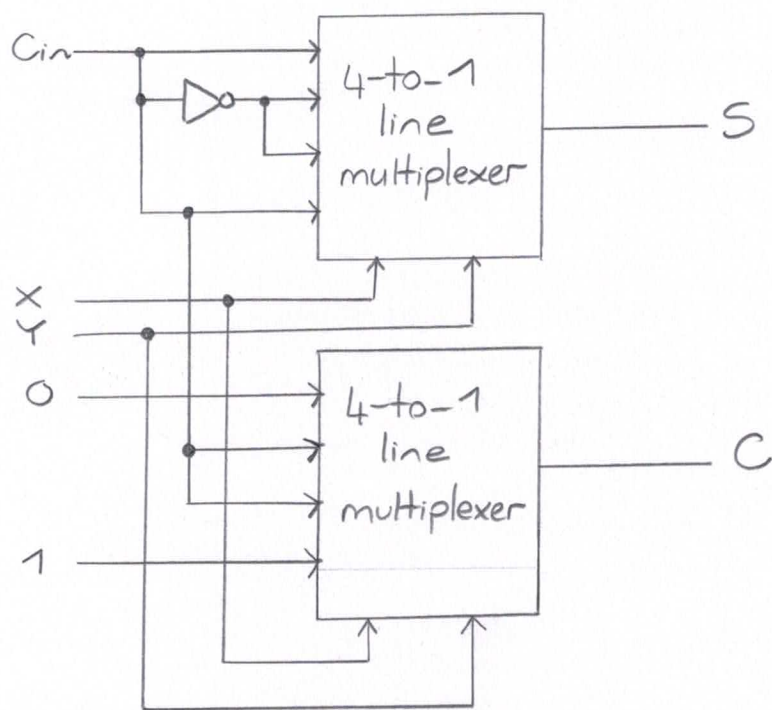 Cin
4-to-1
line
multiplexer
S
X
Y
0
4-to-1
line
multiplexer
C
1